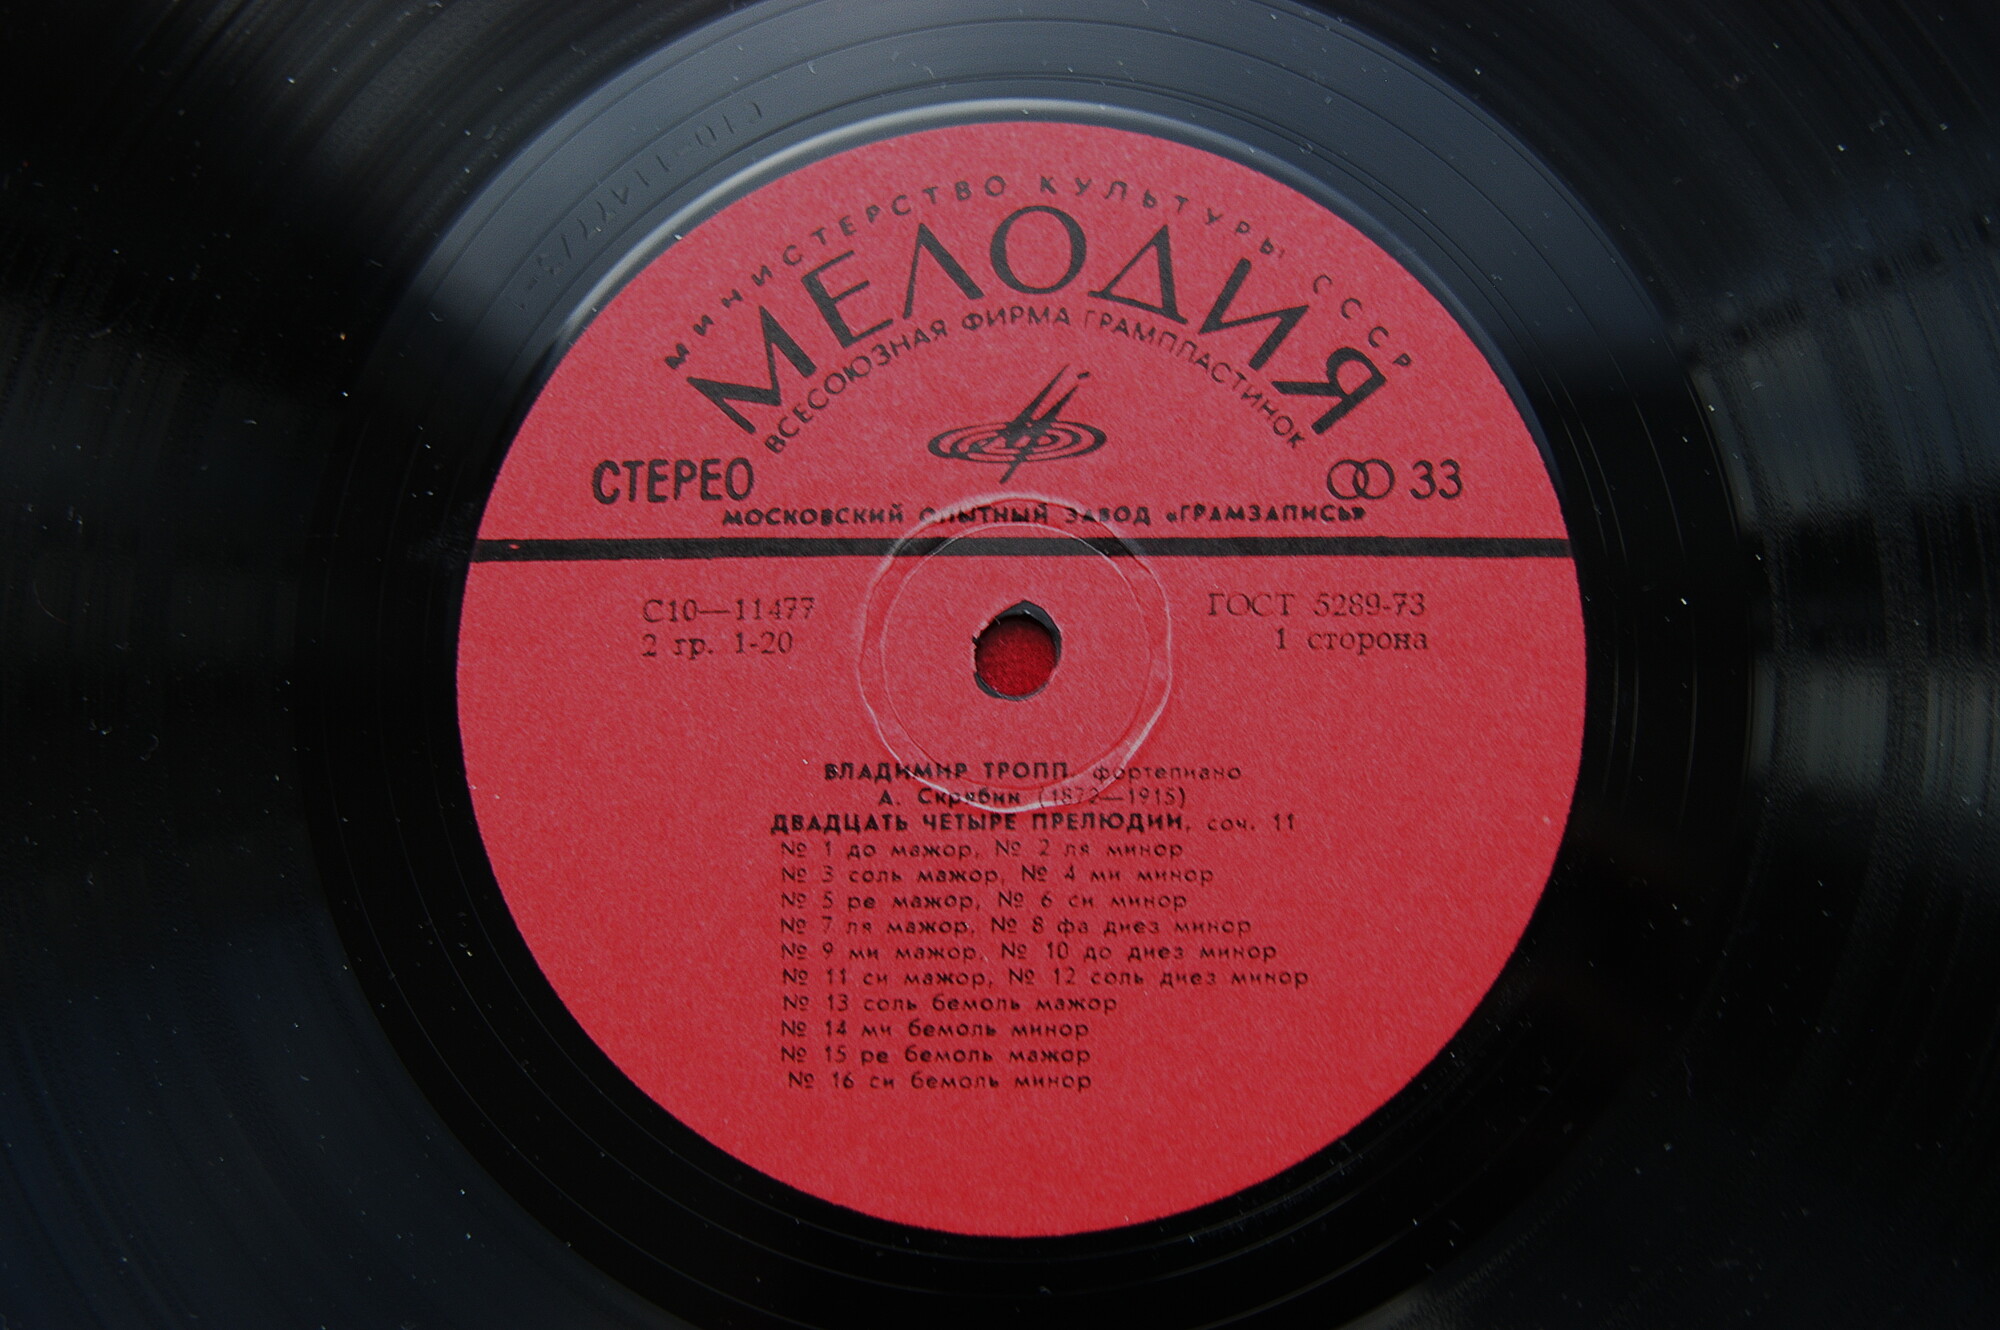 МИНИСТЕРСТВО КУЛЬТУРЫ СССР
МЕЛОДИЯ
ВСЕСОЮЗНАЯ ФИРМА ГРАМПЛАСТИНОК
СТЕРЕО
33
МОСКОВСКИЙ ОПЫТНЫЙ ЗАВОД «ГРАМЗАПИСЬ»
С10—11477
2 гр. 1-20
ГОСТ 5289-73
1 сторона
ВЛАДИМИР ТРОПП, фортепиано
А. Скрябин (1872—1915)
ДВАДЦАТЬ ЧЕТЫРЕ ПРЕЛЮДИИ, соч. 11
№ 1 до мажор, № 2 ля минор
№ 3 соль мажор, № 4 ми минор
№ 5 ре мажор, № 6 си минор
№ 7 ля мажор, № 8 фа диез минор
№ 9 ми мажор, № 10 до диез минор
№ 11 си мажор, № 12 соль диез минор
№ 13 соль бемоль мажор
№ 14 ми бемоль минор
№ 15 ре бемоль мажор
№ 16 си бемоль минор